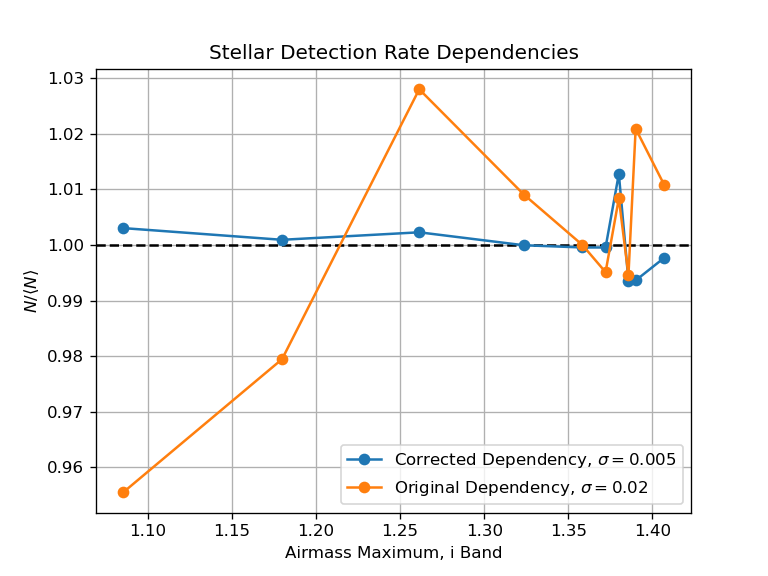 Stellar Detection Rate Dependencies
1.03
1.02
1.01
1.00
0.99
0.98
0.97
0.96
N/⟨N⟩
Corrected Dependency, σ = 0.005
Original Dependency, σ = 0.02
1.10 1.15 1.20 1.25 1.30 1.35 1.40
Airmass Maximum, i Band